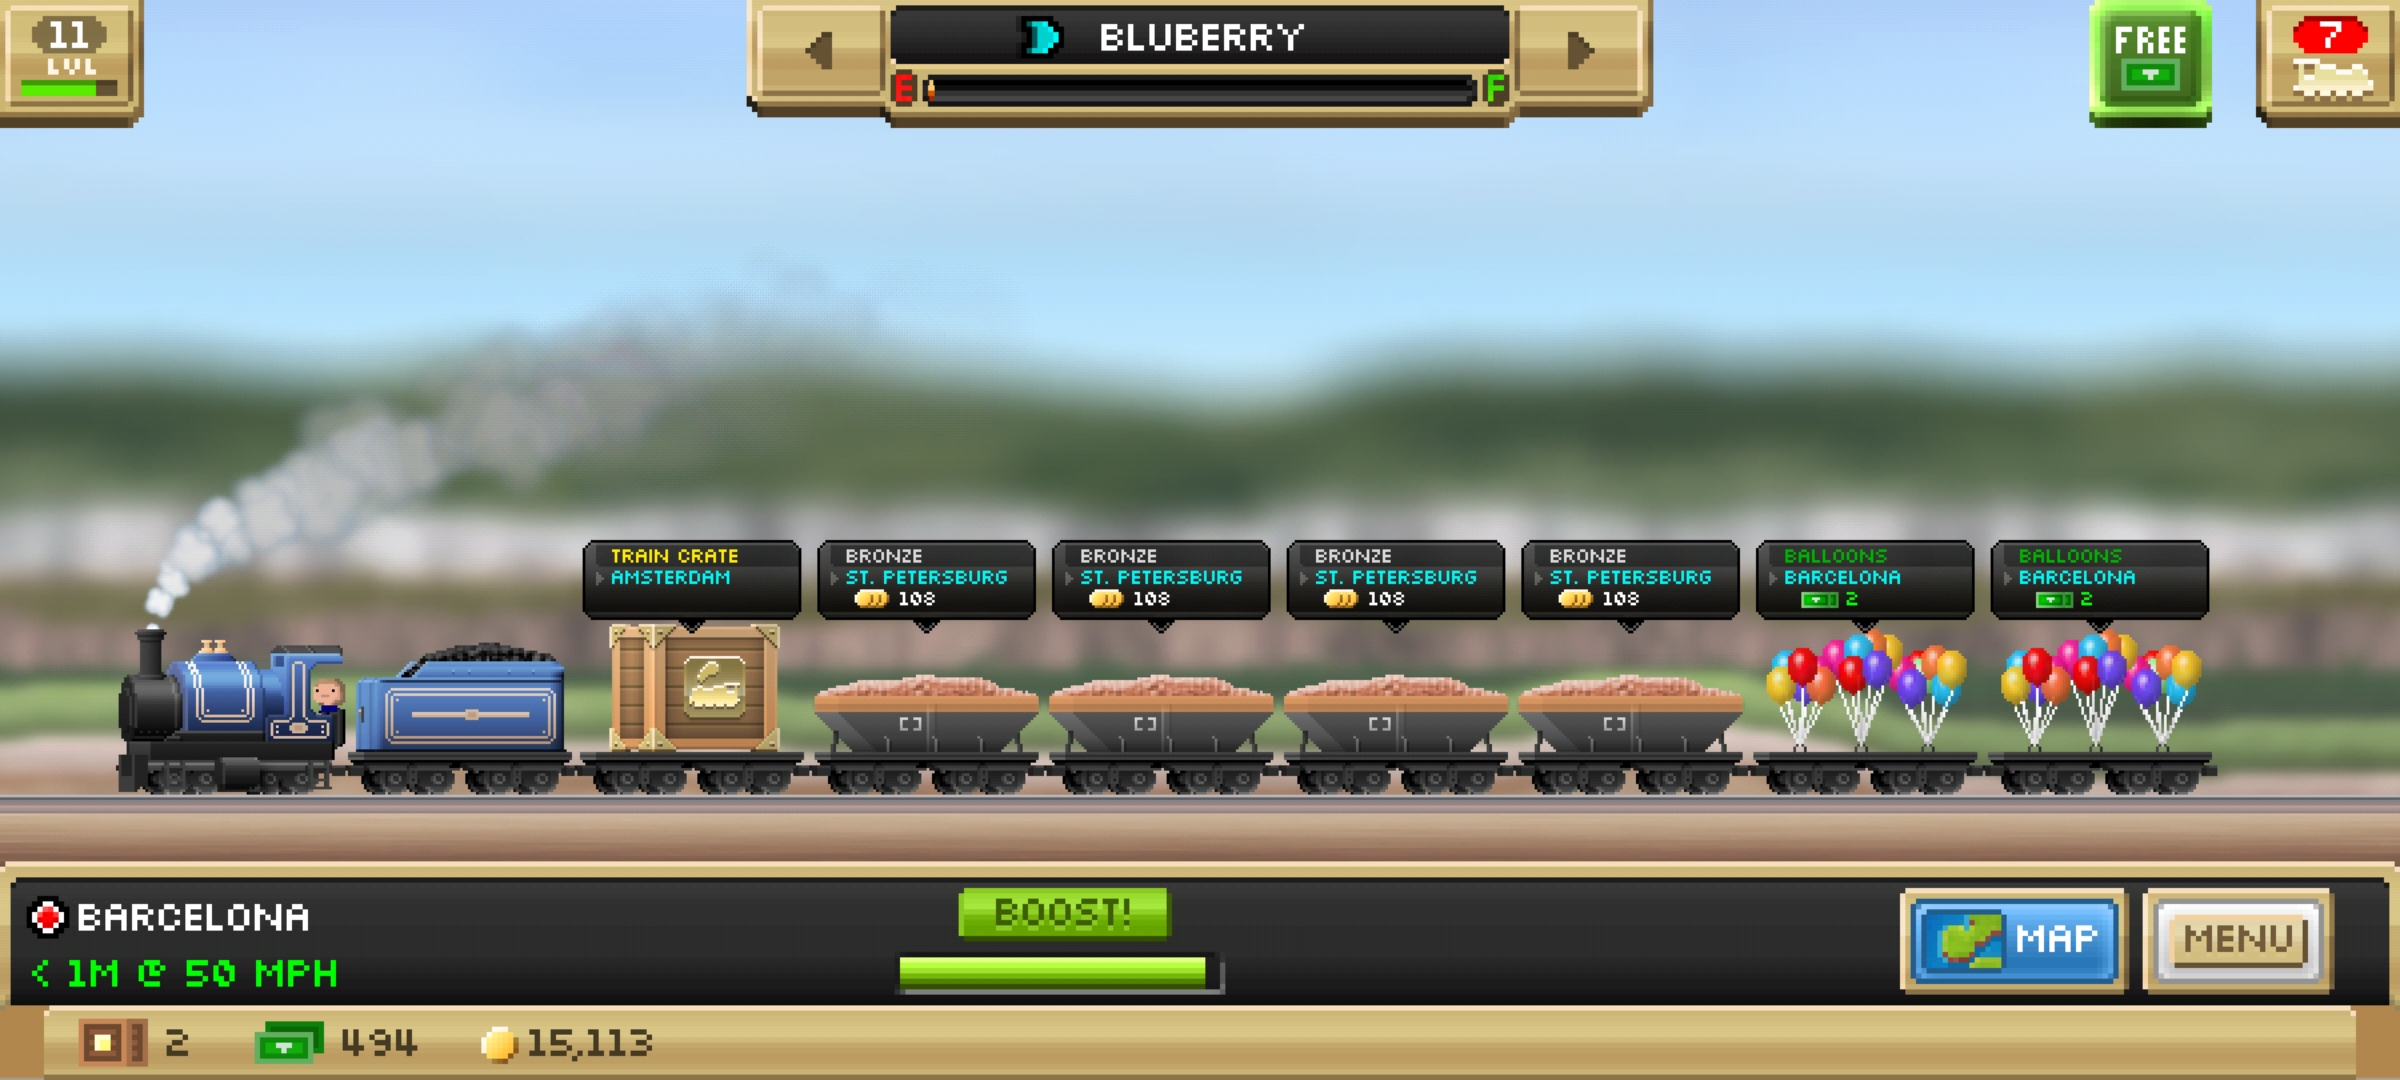 11
LVL
BLUBERRY
E F
FREE
7
TRAIN CRATE
AMSTERDAM
BRONZE
ST. PETERSBURG
108
BRONZE
ST. PETERSBURG
108
BRONZE
ST. PETERSBURG
108
BRONZE
ST. PETERSBURG
108
BALLOONS
BARCELONA
2
BALLOONS
BARCELONA
2
BARCELONA
< 1M @ 50 MPH
BOOST!
MAP
MENU
2
494
15,113